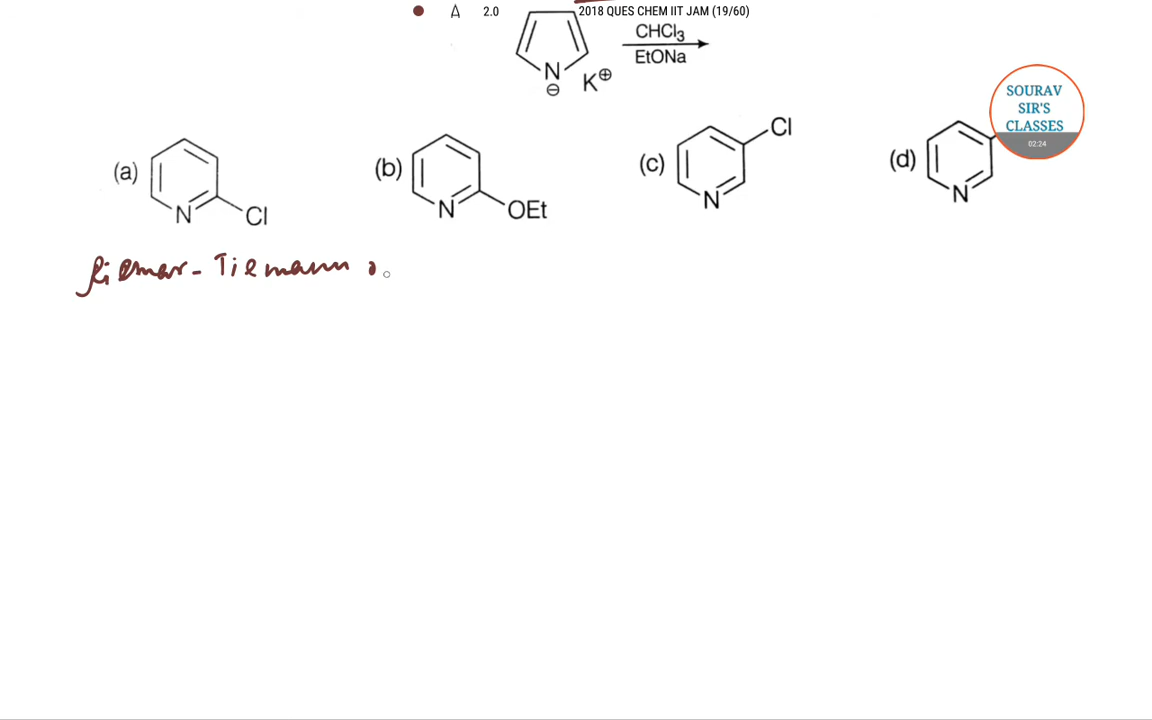 A 2.0 2018 QUES CHEM IIT JAM (19/60)
CHCl3
EtONa
N
⊖
K⊕
SOURAV
SIR'S
CLASSES
02:24
(a)
N
Cl
(b)
N
OEt
(c)
Cl
N
(d)
N
Riemar-Tiemann